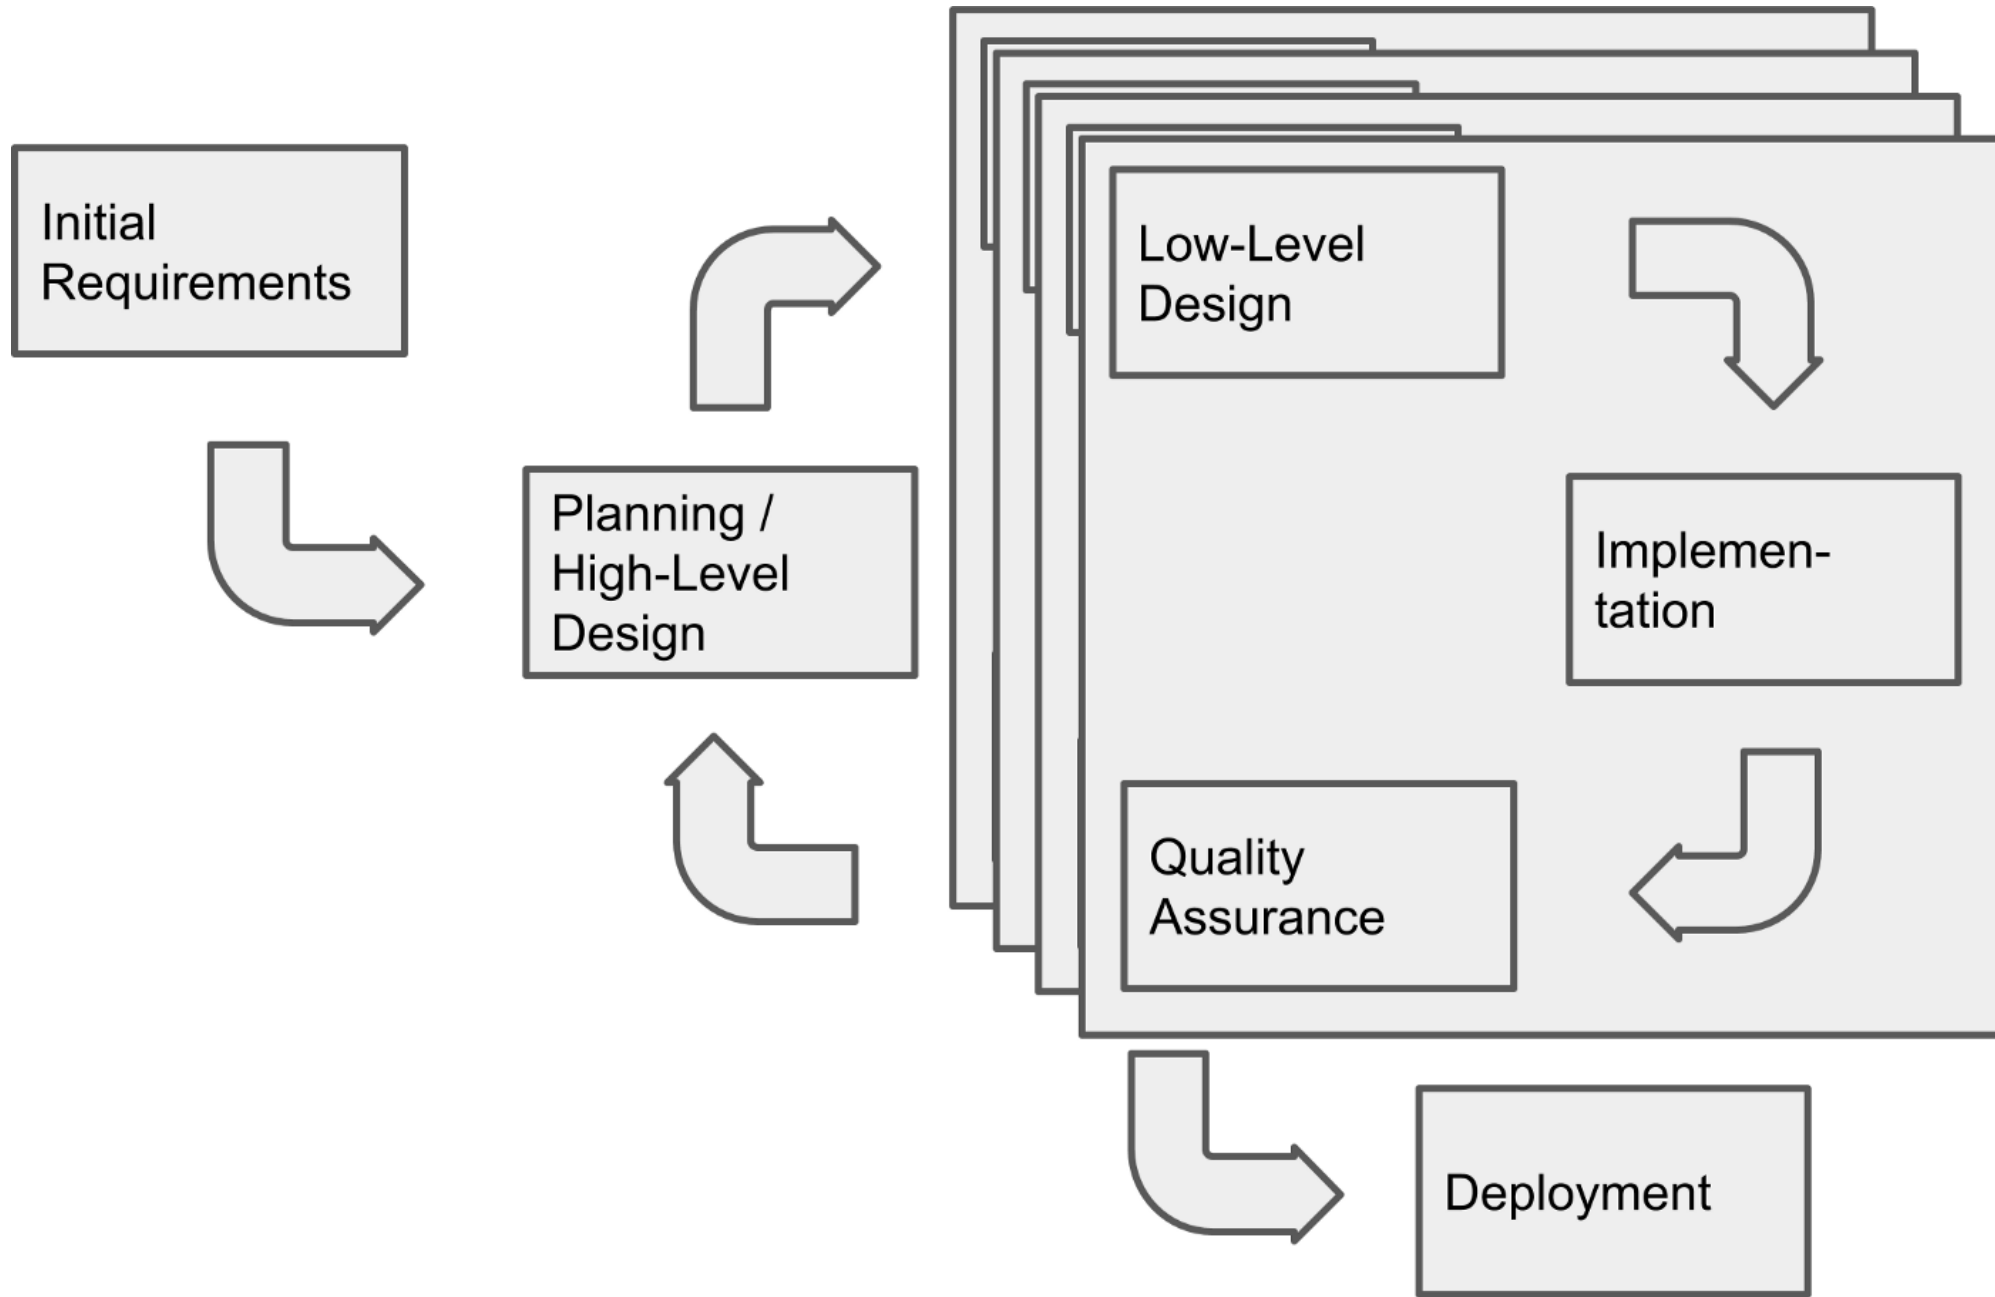 Initial
Requirements
Planning /
High-Level
Design
Low-Level
Design
Implemen-
tation
Quality
Assurance
Deployment